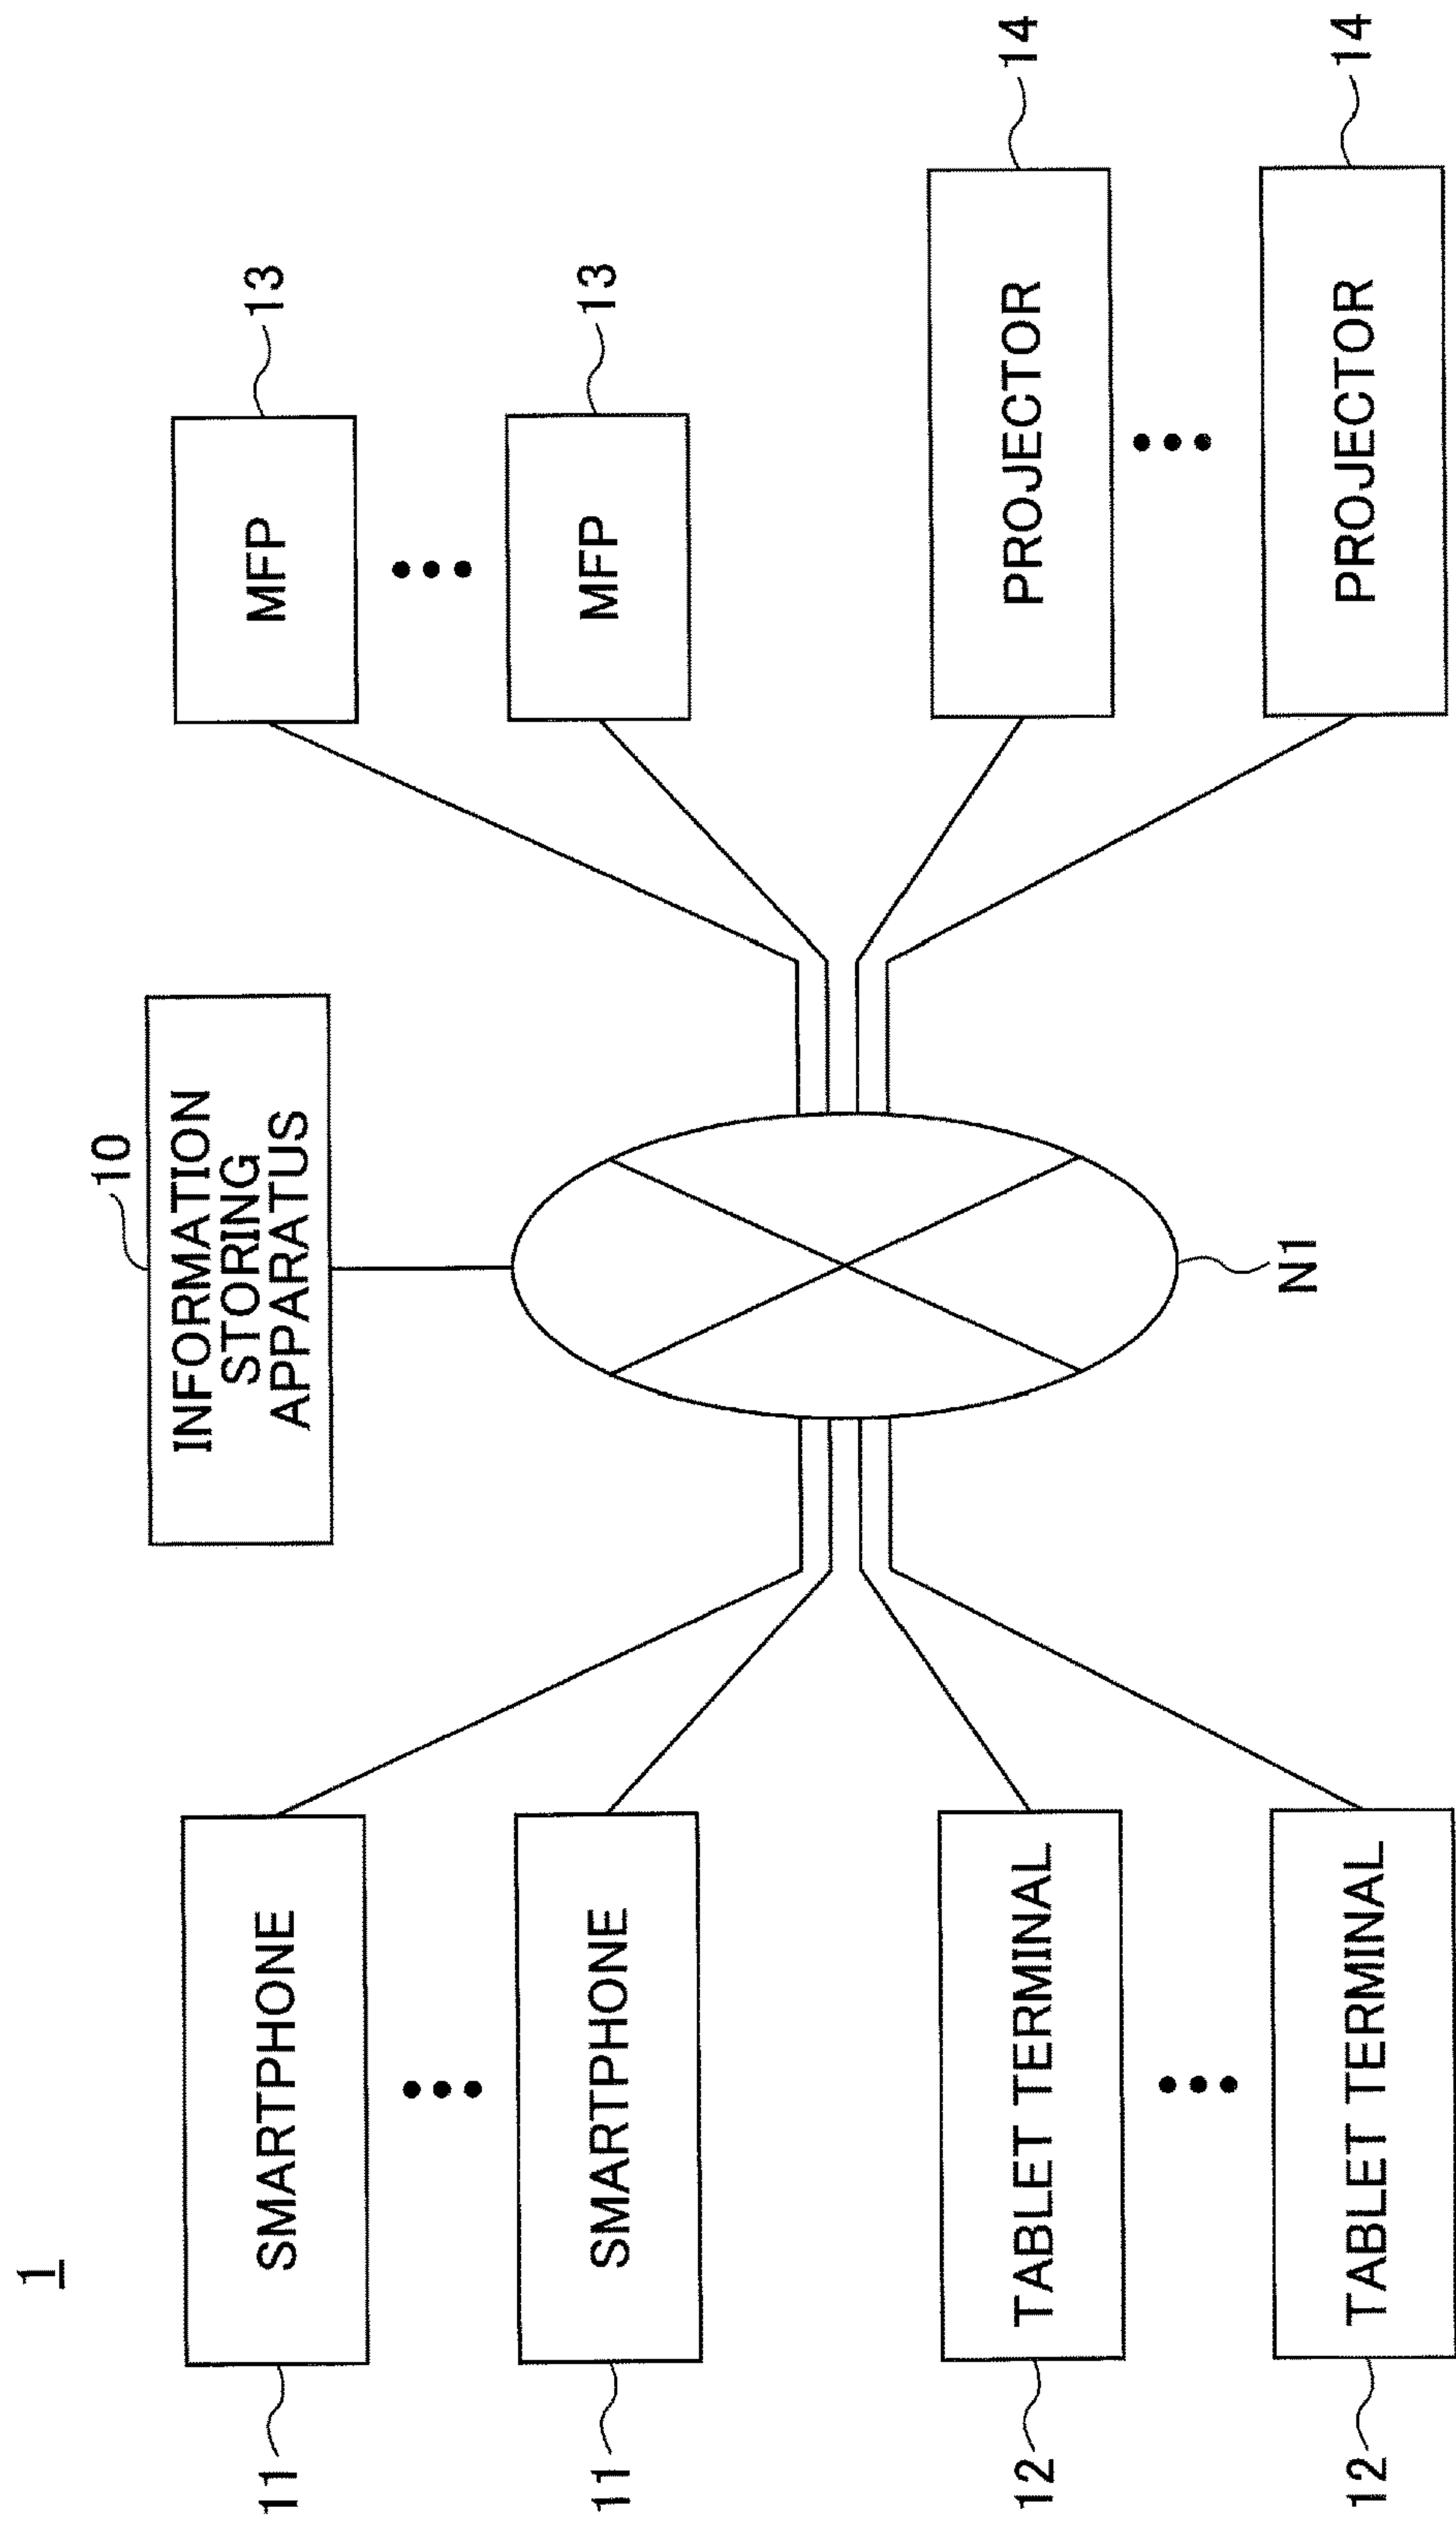 1
10
INFORMATION
STORING
APPARATUS
11
SMARTPHONE
MFP
13
•••
•••
11
SMARTPHONE
MFP
13
12
TABLET TERMINAL
PROJECTOR
14
•••
•••
12
TABLET TERMINAL
PROJECTOR
14
N1